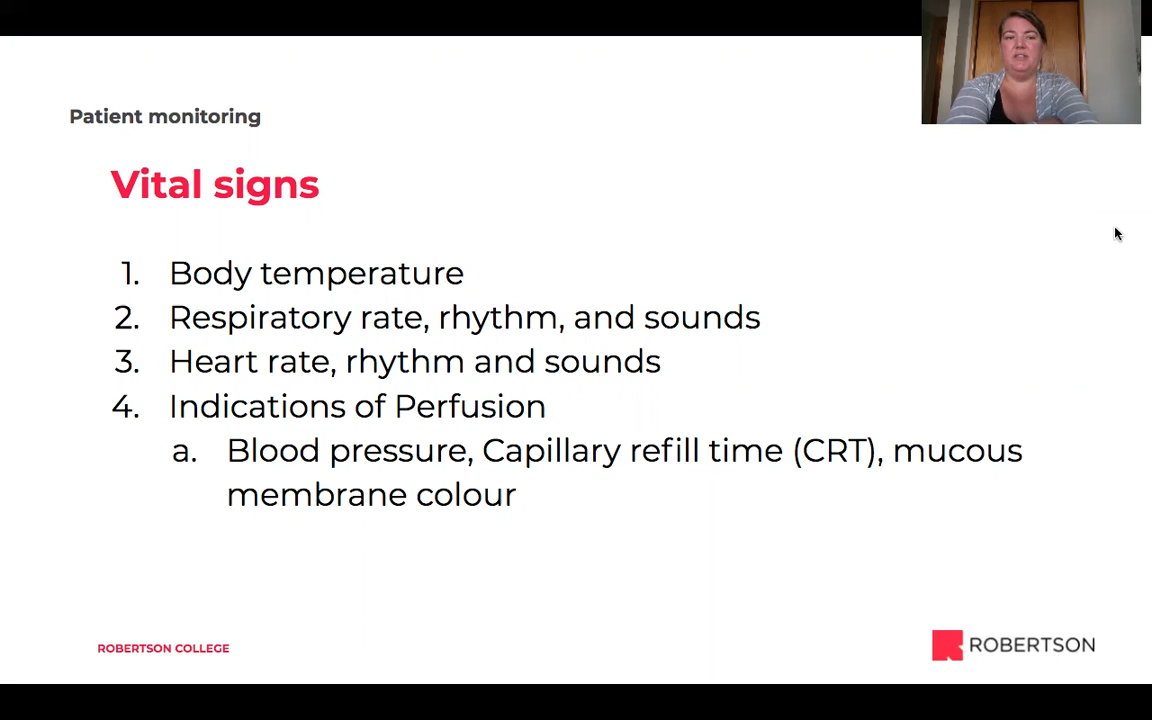 Patient monitoring
Vital signs
1. Body temperature
2. Respiratory rate, rhythm, and sounds
3. Heart rate, rhythm and sounds
4. Indications of Perfusion
a. Blood pressure, Capillary refill time (CRT), mucous
membrane colour
ROBERTSON COLLEGE
ROBERTSON